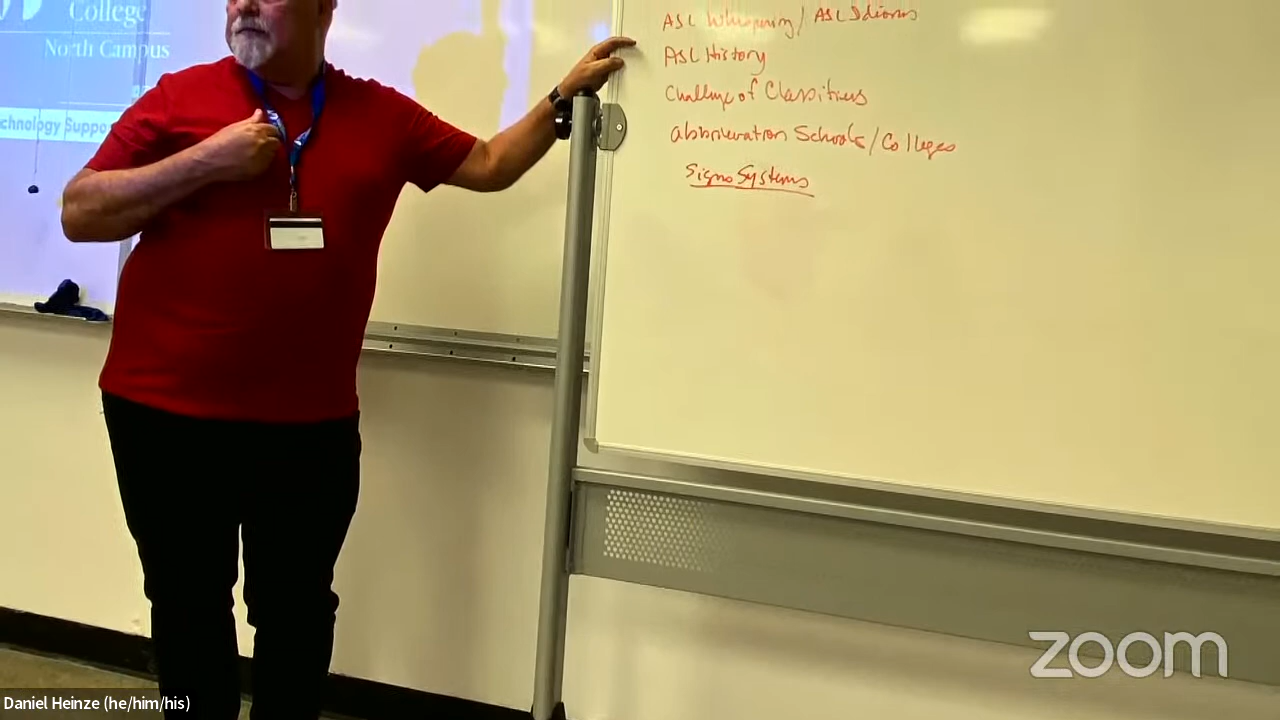 College
North Campus
chnology Suppo
ASL Whispering / ASL Idioms
ASL History
Challenge of Classifiers
abbrievation Schools / Colleges
Signs Systems
Daniel Heinze (he/him/his)
zoom